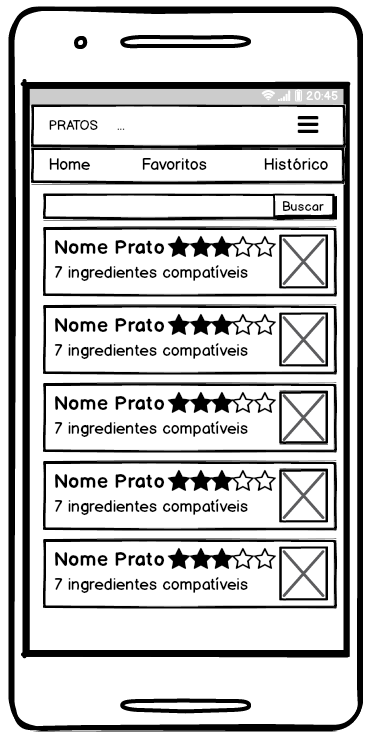 20:45
PRATOS ...
Home Favoritos Histórico
Buscar
Nome Prato
7 ingredientes compatíveis
Nome Prato
7 ingredientes compatíveis
Nome Prato
7 ingredientes compatíveis
Nome Prato
7 ingredientes compatíveis
Nome Prato
7 ingredientes compatíveis